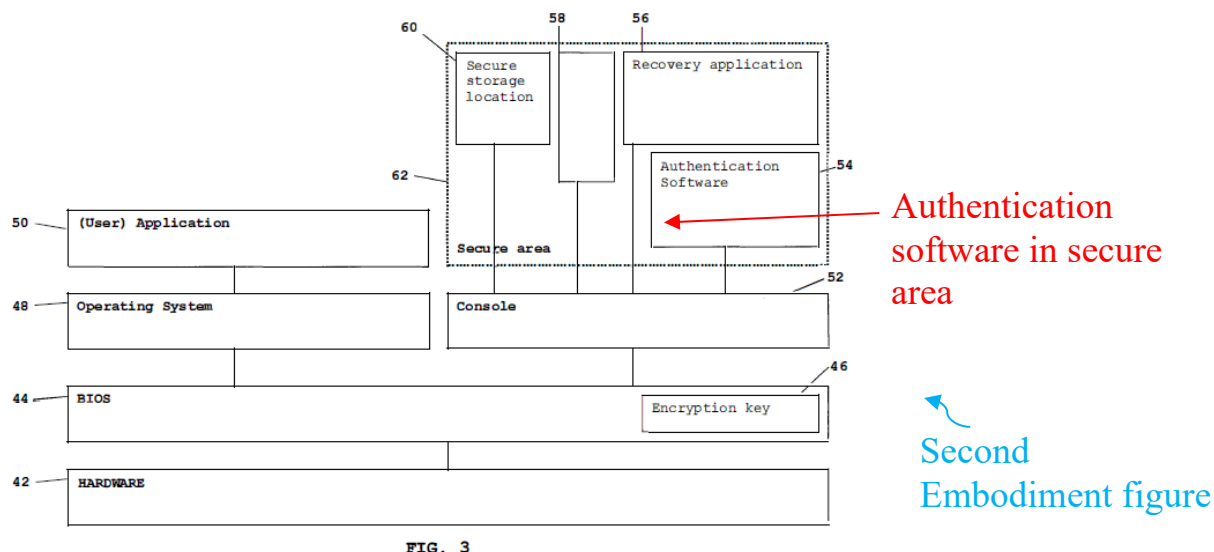 58
56
60
Secure
storage
location
Recovery application
62
Authentication
Software
54
Authentication
software in secure
area
50
(User) Application
Secure area
52
48
Operating System
Console
46
44
BIOS
Encryption key
Second
Embodiment figure
42
HARDWARE
FIG. 3